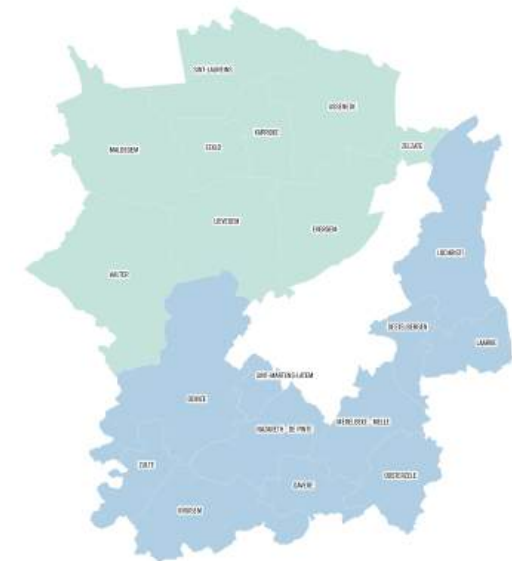 SINT-LAUREINS
ASSENEDE
KAPRIJKE
EEKLO
ZELZATE
MALDEGEM
LIEVEGEM
EVERGEM
AALTER
LOCHRISTI
DESTELBERGEN
LAARNE
SINT-MARTENS-LATEM
DEINZE
MERELBEKE - MELLE
NAZARETH - DE PINTE
ZULTE
OOSTERZELE
GAVERE
KRUISEM